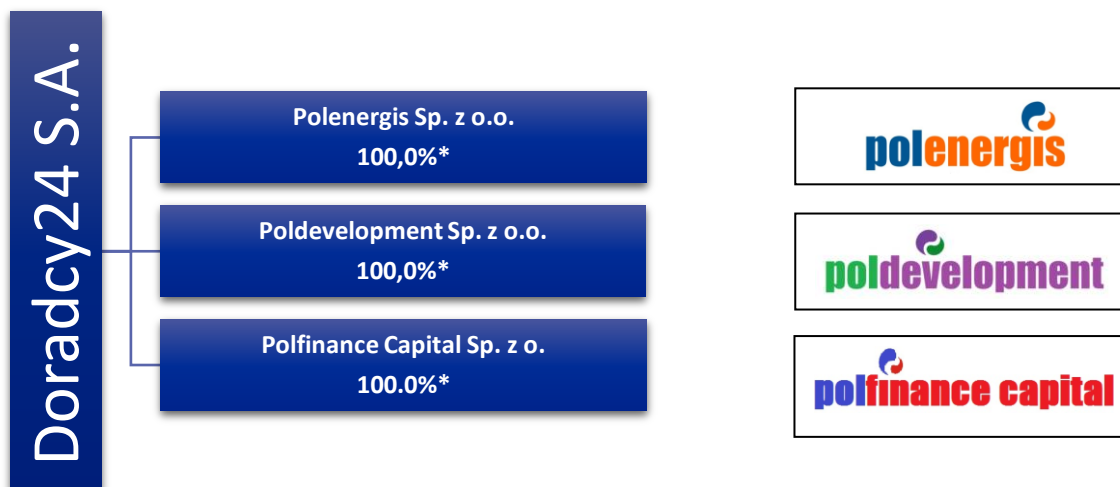 Doradcy24 S.A.
Polenergis Sp. z o.o.
100,0%*
Poldevelopment Sp. z o.o.
100,0%*
Polfinance Capital Sp. z o.
100.0%*
polenergis
poldevelopment
polfinance capital